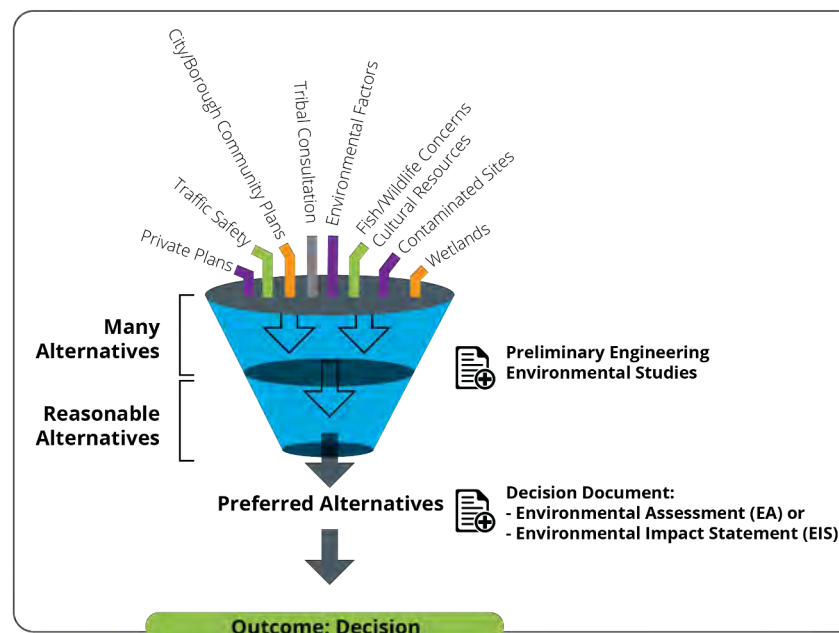 Private Plans
Traffic Safety
City/Borough Community Plans
Tribal Consultation
Environmental Factors
Fish/Wildlife Concerns
Cultural Resources
Contaminated Sites
Wetlands
Many
Alternatives
Preliminary Engineering
Environmental Studies
Reasonable
Alternatives
Preferred Alternatives
Decision Document:
- Environmental Assessment (EA) or
- Environmental Impact Statement (EIS)
Outcome: Decision